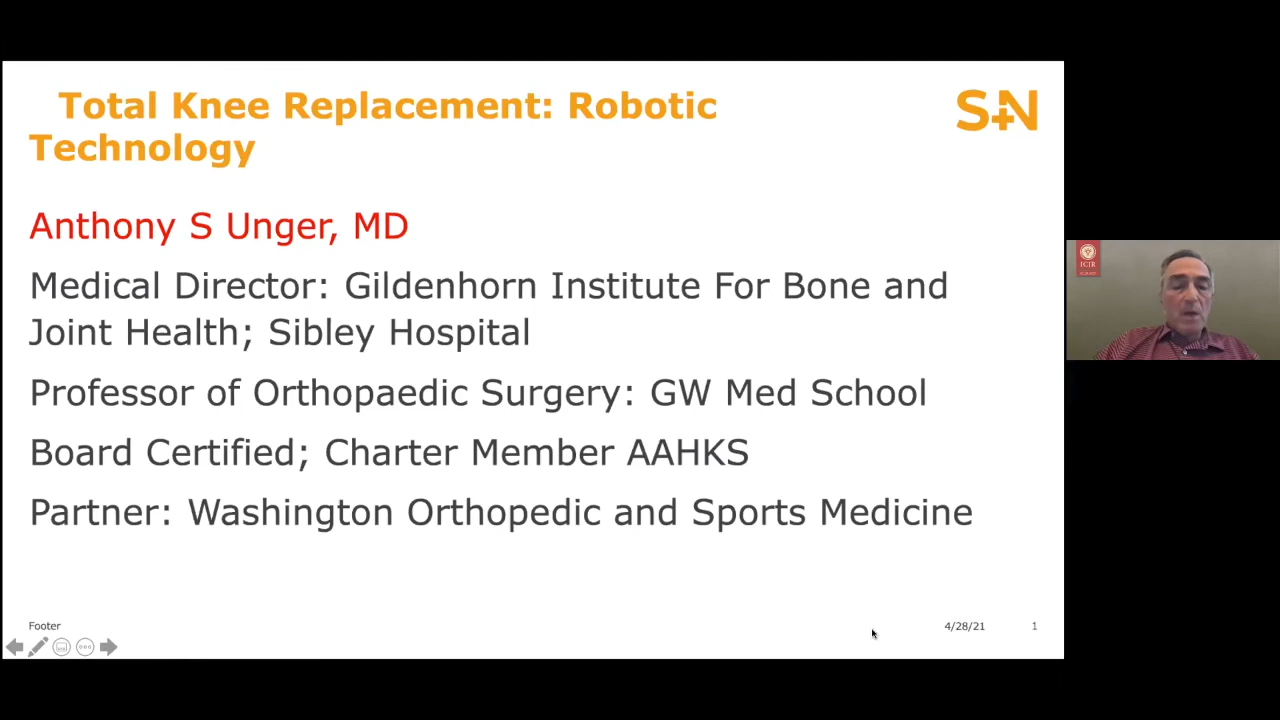 Total Knee Replacement: Robotic
Technology
S+N
Anthony S Unger, MD
Medical Director: Gildenhorn Institute For Bone and
Joint Health; Sibley Hospital
Professor of Orthopaedic Surgery: GW Med School
Board Certified; Charter Member AAHKS
Partner: Washington Orthopedic and Sports Medicine
Footer
4/28/21
1
ICJR